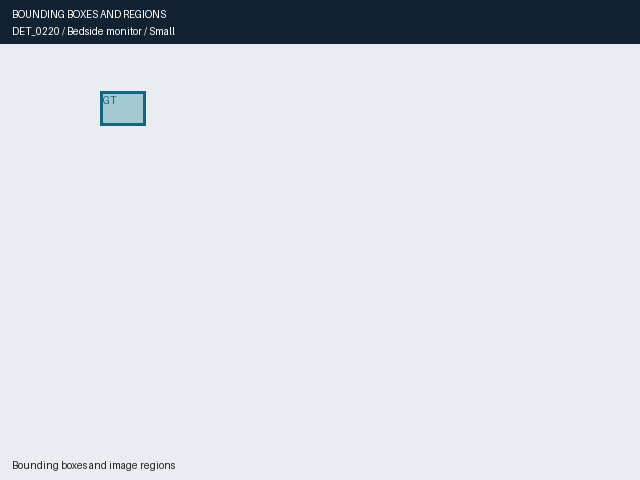 BOUNDING BOXES AND REGIONS
DET_0220 / Bedside monitor / Small
GT
Bounding boxes and image regions